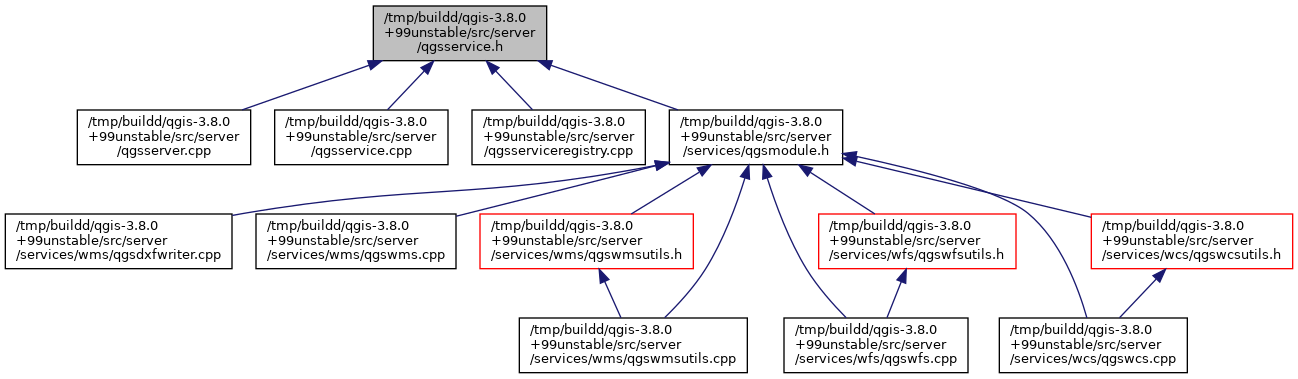 /tmp/buildd/qgis-3.8.0
+99unstable/src/server
/qgsservice.h
/tmp/buildd/qgis-3.8.0
+99unstable/src/server
/qgsserver.cpp
/tmp/buildd/qgis-3.8.0
+99unstable/src/server
/qgsservice.cpp
/tmp/buildd/qgis-3.8.0
+99unstable/src/server
/qgsserviceregistry.cpp
/tmp/buildd/qgis-3.8.0
+99unstable/src/server
/services/qgsmodule.h
/tmp/buildd/qgis-3.8.0
+99unstable/src/server
/services/wms/qgsdxfwriter.cpp
/tmp/buildd/qgis-3.8.0
+99unstable/src/server
/services/wms/qgswms.cpp
/tmp/buildd/qgis-3.8.0
+99unstable/src/server
/services/wms/qgswmsutils.h
/tmp/buildd/qgis-3.8.0
+99unstable/src/server
/services/wfs/qgswfsutils.h
/tmp/buildd/qgis-3.8.0
+99unstable/src/server
/services/wcs/qgswcsutils.h
/tmp/buildd/qgis-3.8.0
+99unstable/src/server
/services/wms/qgswmsutils.cpp
/tmp/buildd/qgis-3.8.0
+99unstable/src/server
/services/wfs/qgswfs.cpp
/tmp/buildd/qgis-3.8.0
+99unstable/src/server
/services/wcs/qgswcs.cpp